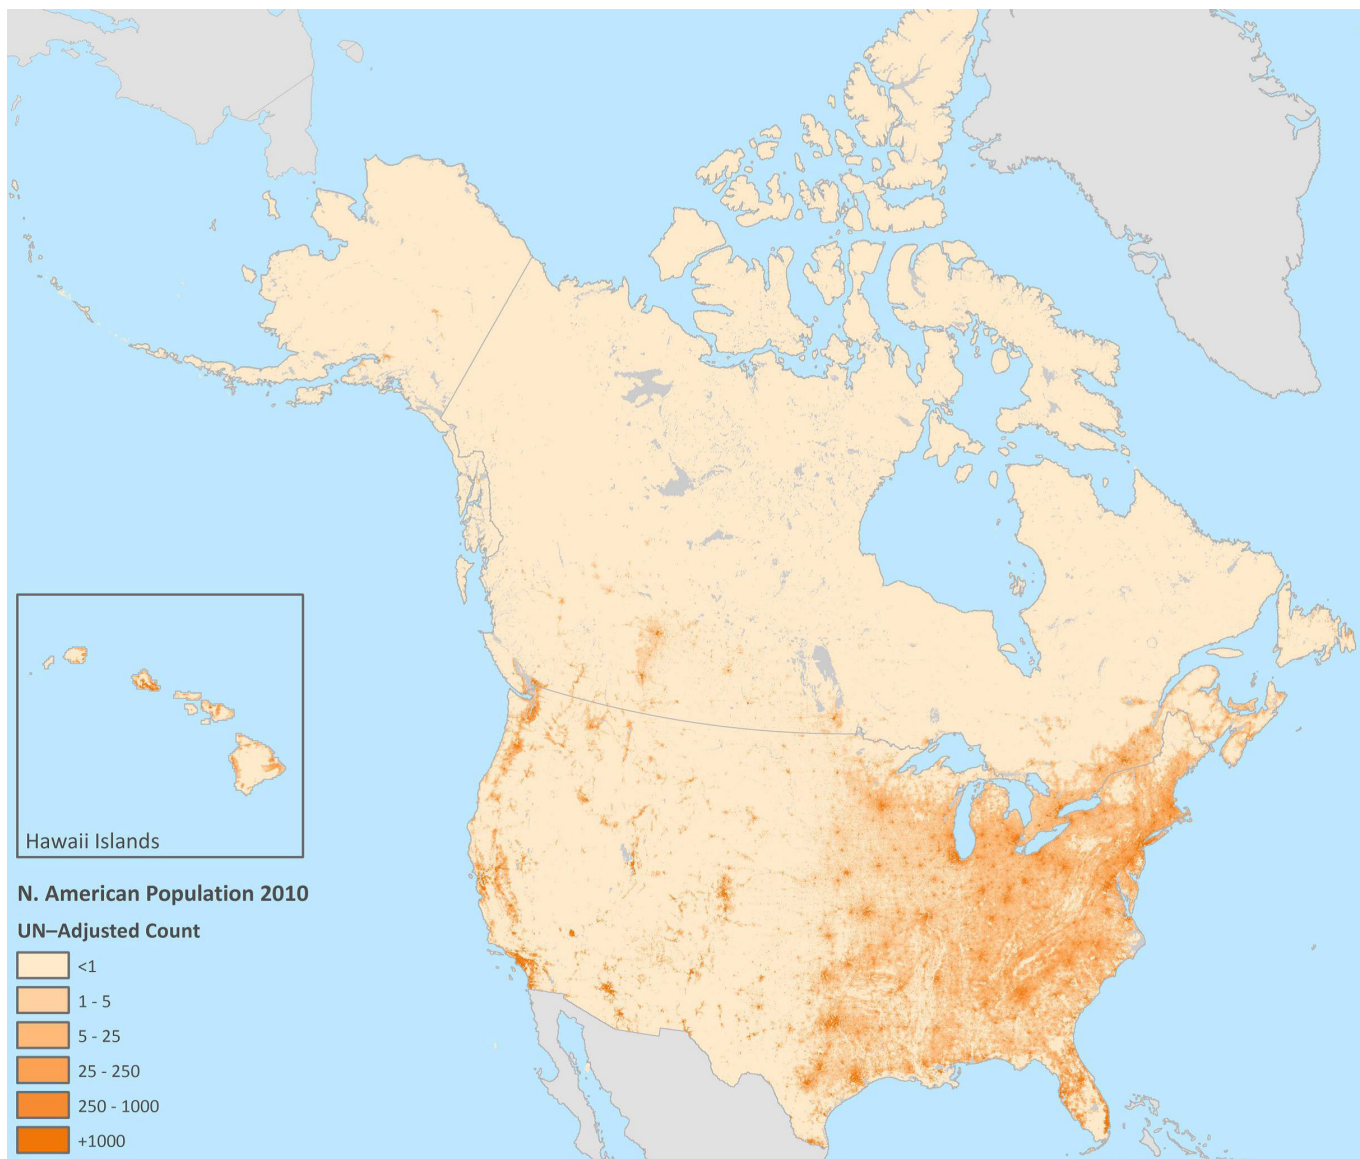 Hawaii Islands
N. American Population 2010
UN–Adjusted Count
<1
1 - 5
5 - 25
25 - 250
250 - 1000
+1000